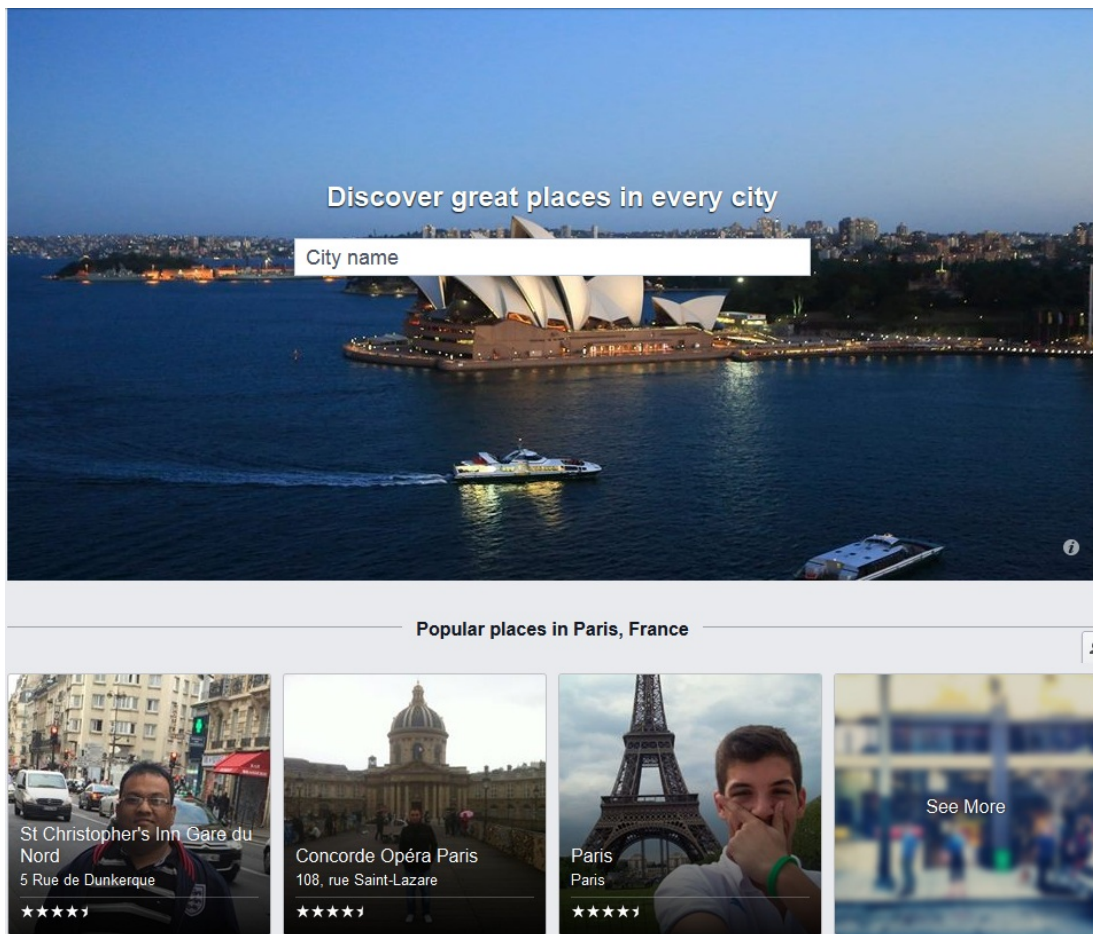 Discover great places in every city
City name
Popular places in Paris, France
St Christopher's Inn Gare du
Nord
5 Rue de Dunkerque
Concorde Opéra Paris
108, rue Saint-Lazare
Paris
Paris
See More